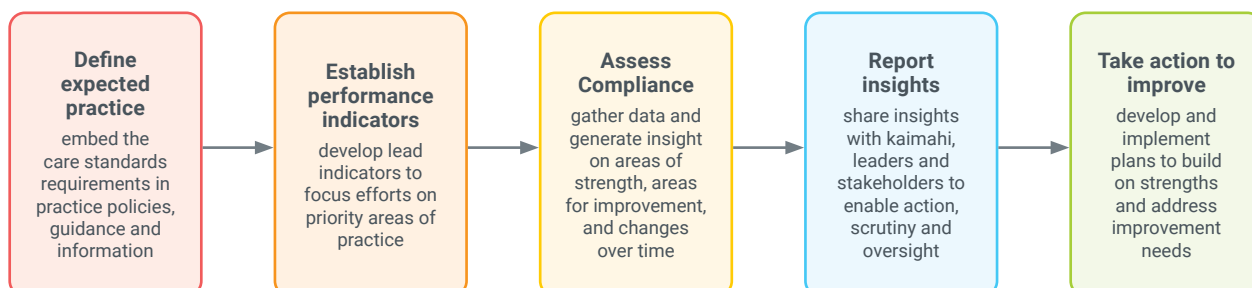 Define
expected
practice
embed the
care standards
requirements in
practice policies,
guidance and
information
Establish
performance
indicators
develop lead
indicators to
focus efforts on
priority areas of
practice
Assess
Compliance
gather data and
generate insight
on areas of
strength, areas
for improvement,
and changes
over time
Report
insights
share insights
with kaimahi,
leaders and
stakeholders to
enable action,
scrutiny and
oversight
Take action to
improve
develop and
implement
plans to build
on strengths
and address
improvement
needs